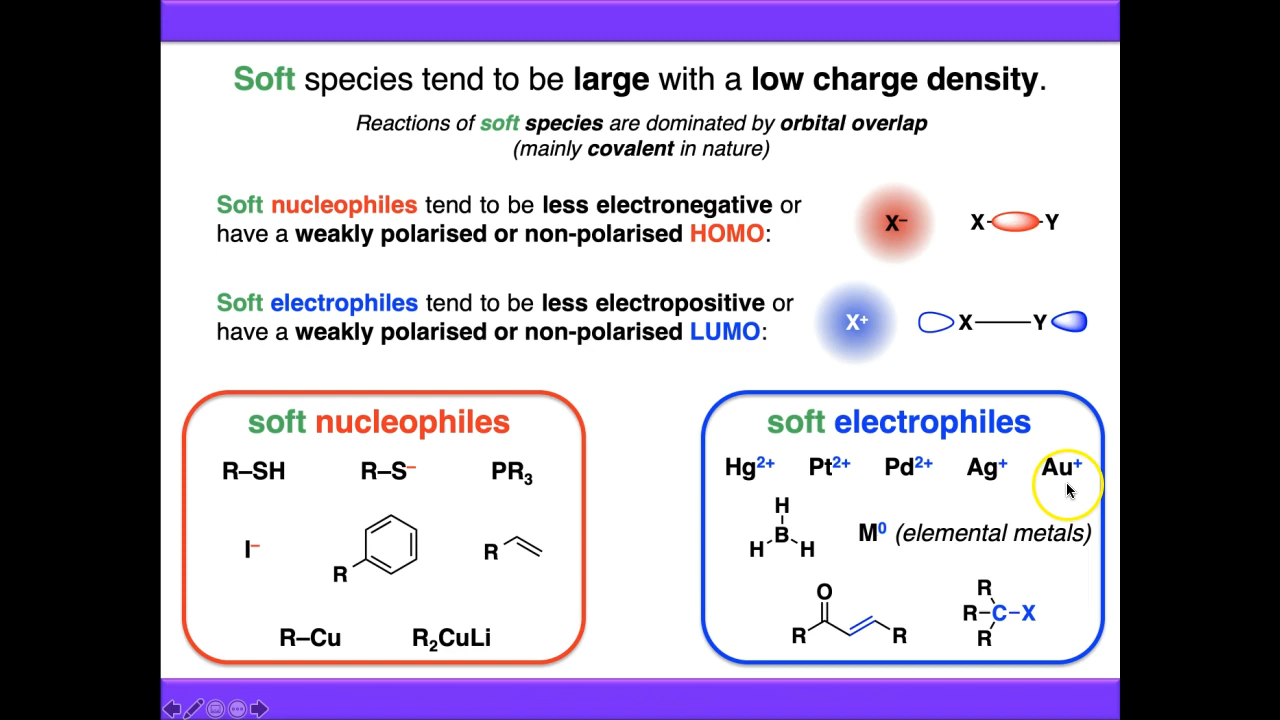 Soft species tend to be large with a low charge density.
Reactions of soft species are dominated by orbital overlap
(mainly covalent in nature)
Soft nucleophiles tend to be less electronegative or
have a weakly polarised or non-polarised HOMO:
X⁻ X Y
Soft electrophiles tend to be less electropositive or
have a weakly polarised or non-polarised LUMO:
X⁺ X Y
soft nucleophiles
R–SH R–S⁻ PR₃
I⁻ R R
R–Cu R₂CuLi
soft electrophiles
Hg²⁺ Pt²⁺ Pd²⁺ Ag⁺ Au⁺
H
B
H H
M⁰ (elemental metals)
O
R R
R
R–C–X
R